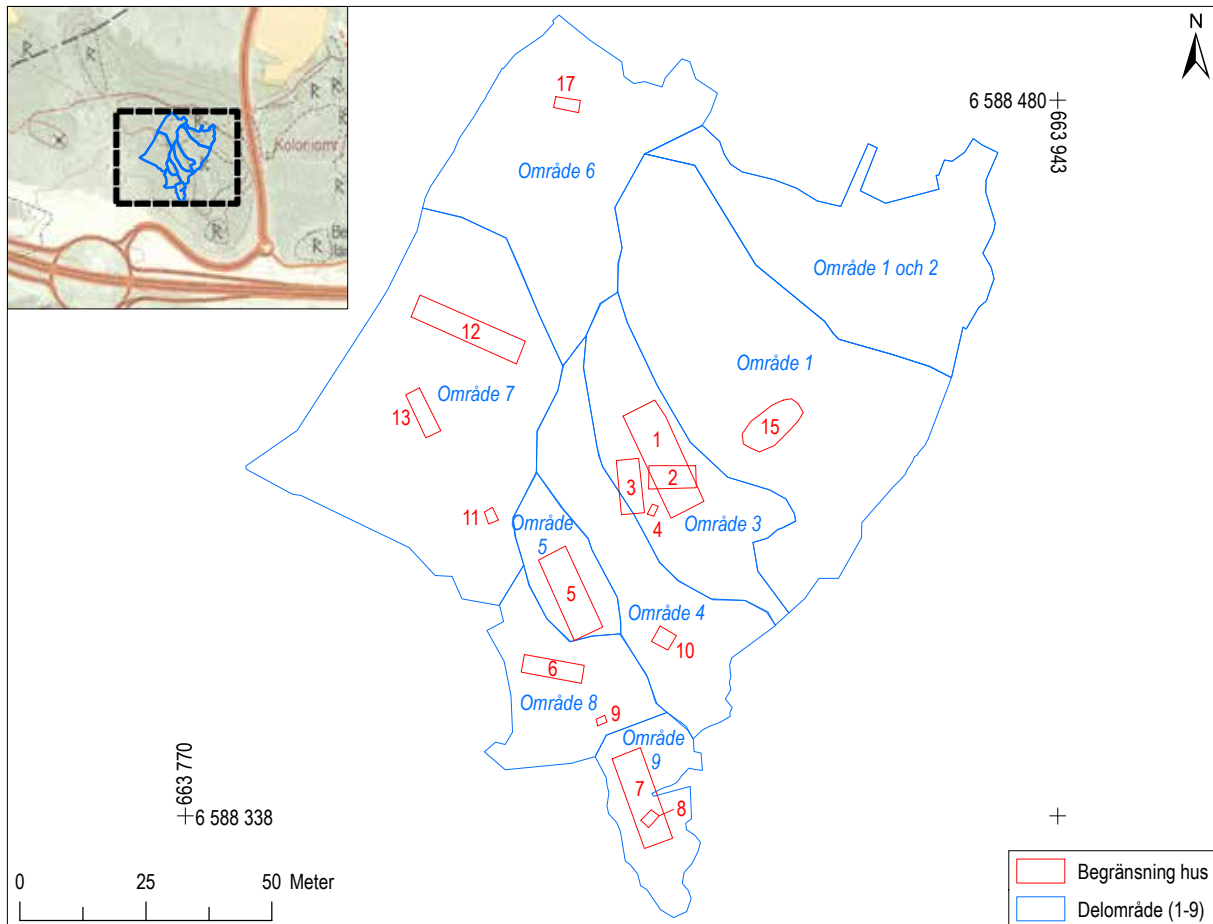 R
R
R
R
R
R
Koloniomr
Be
N
6 588 480
663 943
17
Område 6
Område 1 och 2
12
Område 1
13
Område 7
15
1
2
3
4
11
Område
5
Område 3
5
Område 4
10
6
Område 8
9
Område
9
7
8
663 770
6 588 338
0 25 50 Meter
Begränsning hus
Delområde (1-9)